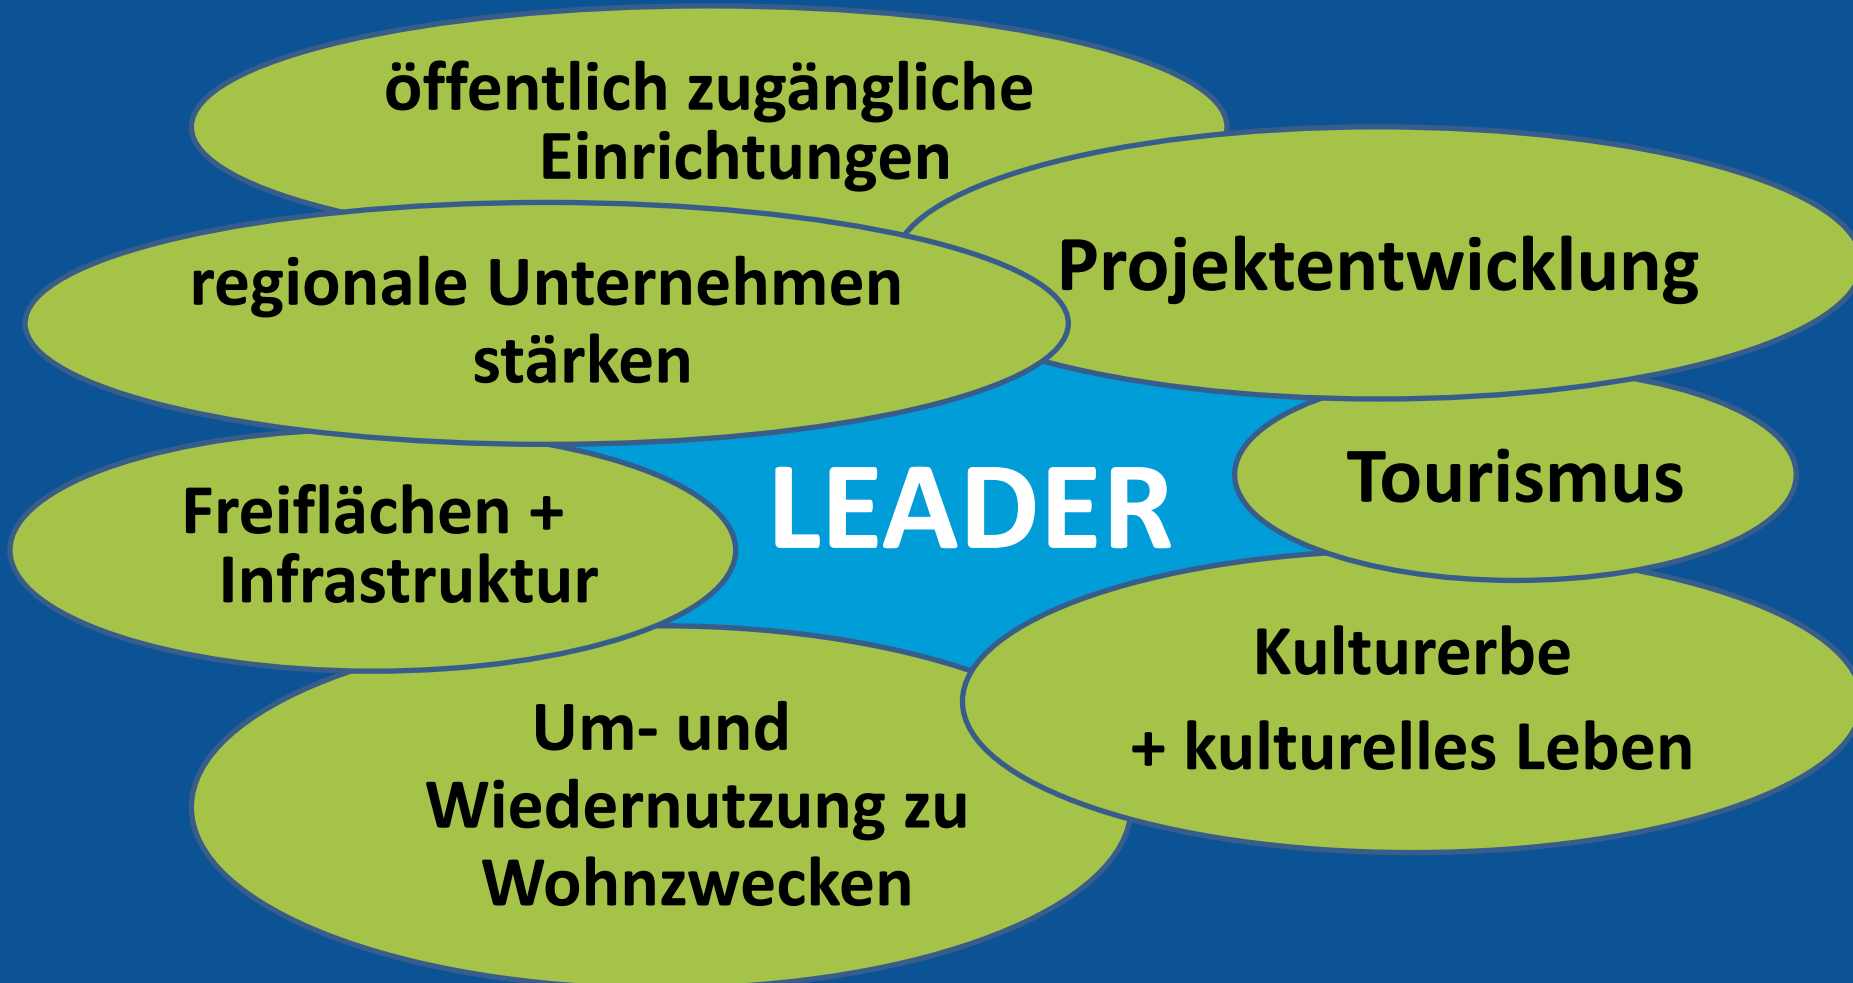 öffentlich zugängliche
Einrichtungen
Projektentwicklung
regionale Unternehmen
stärken
LEADER
Tourismus
Freiflächen +
Infrastruktur
Kulturerbe
+ kulturelles Leben
Um- und
Wiedernutzung zu
Wohnzwecken